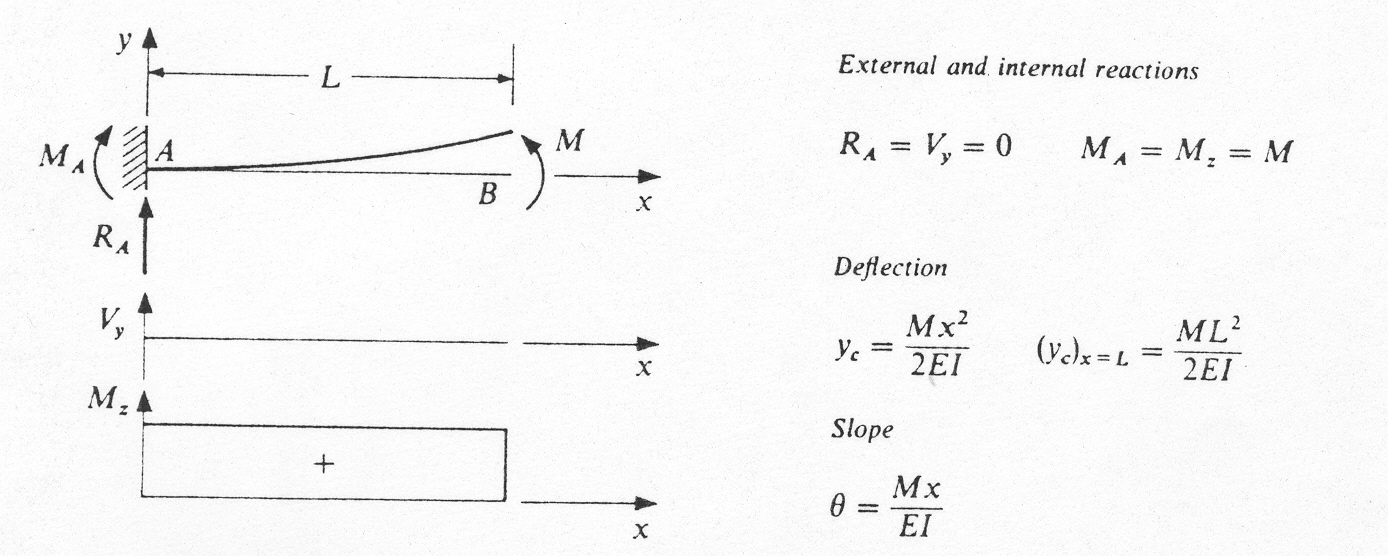 y
L
M_A
A
M
B
x
R_A
V_y
x
M_z
+
x
External and internal reactions
R_A = V_y = 0 M_A = M_z = M
Deflection
y_c = Mx²/2EI (y_c)_{x = L} = ML²/2EI
Slope
θ = Mx/EI